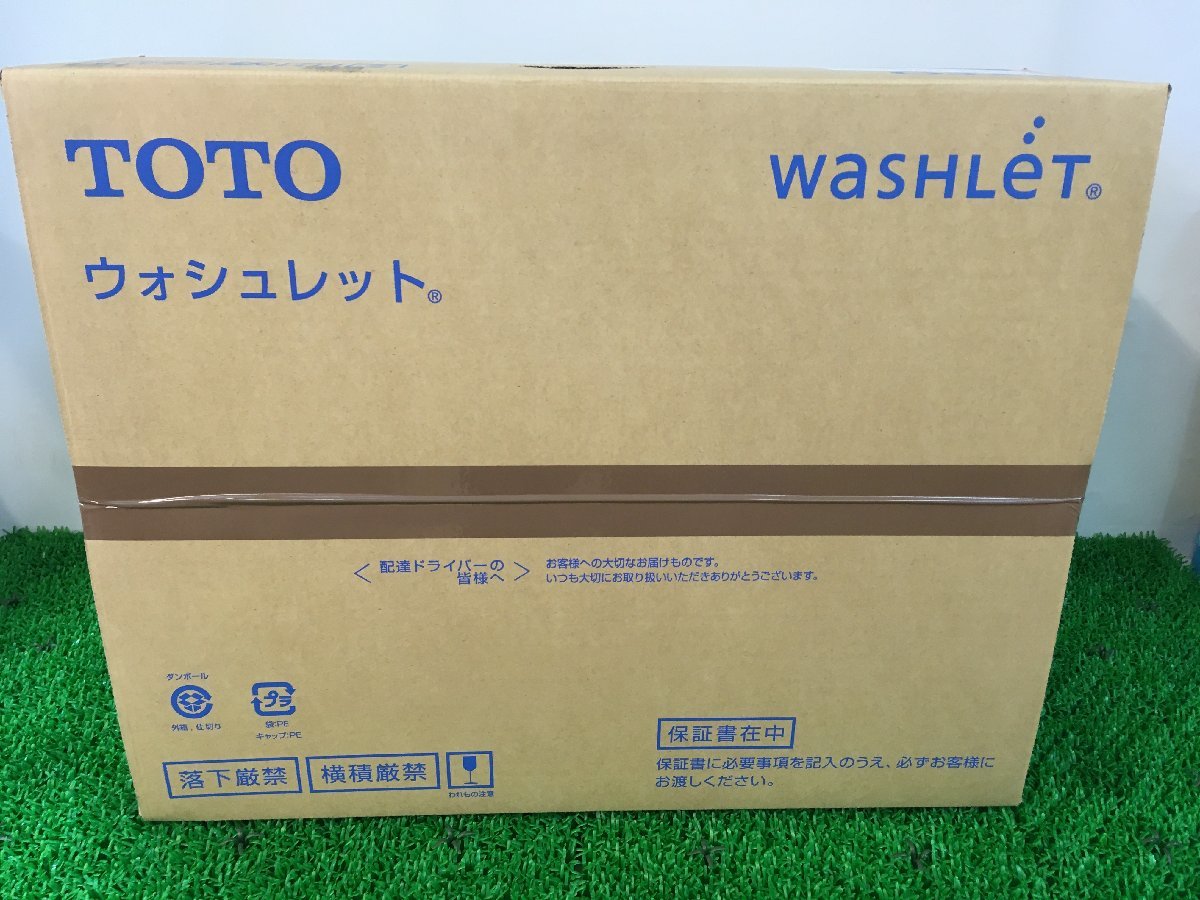 TOTO
WASHLET®
ウォシュレット®
<配達ドライバーの
皆様へ>
お客様への大切なお届けものです。
いつも大切にお取り扱いいただきありがとうございます。
ダンボール
外箱，仕切り
プラ
袋:PE
キャップ:PE
落下厳禁
横積厳禁
われもの注意
保証書在中
保証書に必要事項を記入のうえ、必ずお客様に
お渡しください。